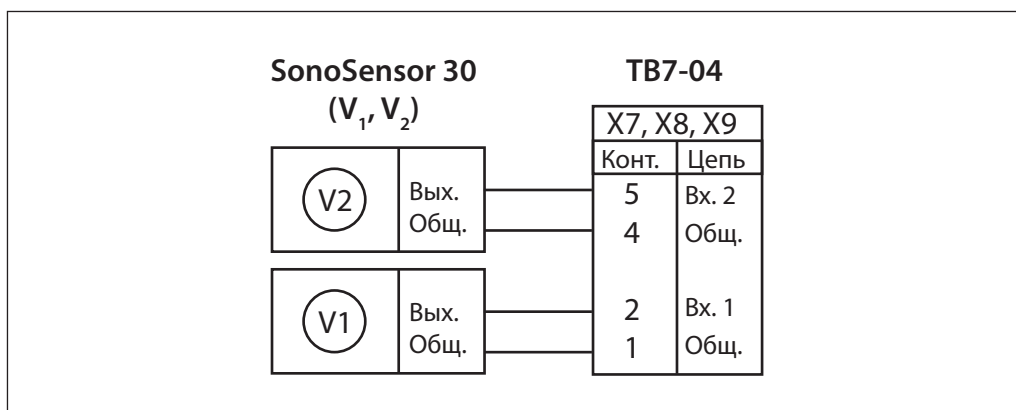 SonoSensor 30 ТВ7-04
(V1, V2)
X7, X8, X9
Конт. Цепь
V2 Вых. 5 Вх. 2
Общ. 4 Общ.
V1 Вых. 2 Вх. 1
Общ. 1 Общ.